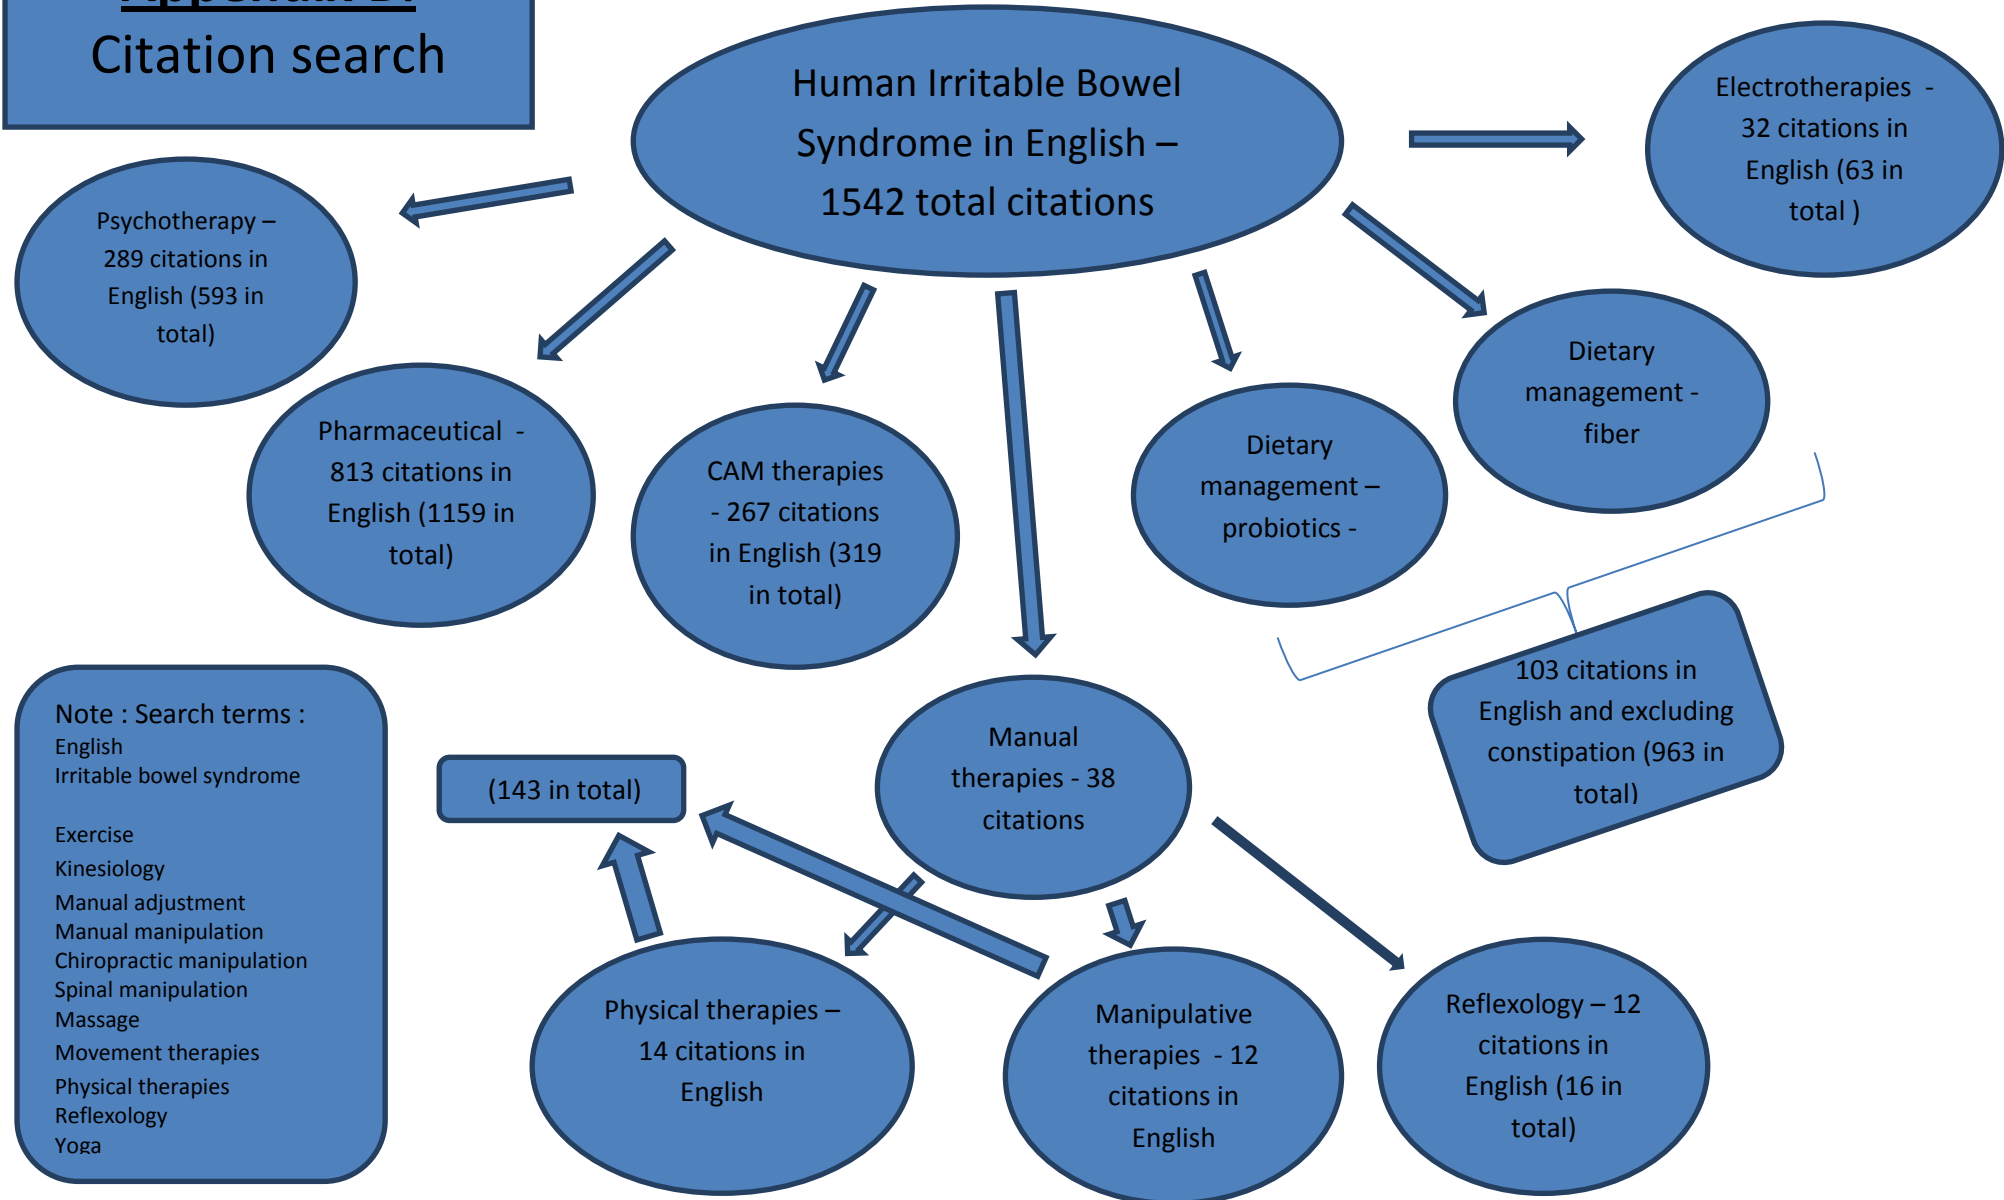 Citation search
Human Irritable Bowel
Syndrome in English –
1542 total citations
Electrotherapies -
32 citations in
English (63 in
total )
Psychotherapy –
289 citations in
English (593 in
total)
Pharmaceutical -
813 citations in
English (1159 in
total)
CAM therapies
- 267 citations
in English (319
in total)
Dietary
management –
probiotics -
Dietary
management -
fiber
103 citations in
English and excluding
constipation (963 in
total)
Manual
therapies - 38
citations
(143 in total)
Note : Search terms :
English
Irritable bowel syndrome
Exercise
Kinesiology
Manual adjustment
Manual manipulation
Chiropractic manipulation
Spinal manipulation
Massage
Movement therapies
Physical therapies
Reflexology
Yoga
Physical therapies –
14 citations in
English
Manipulative
therapies - 12
citations in
English
Reflexology – 12
citations in
English (16 in
total)